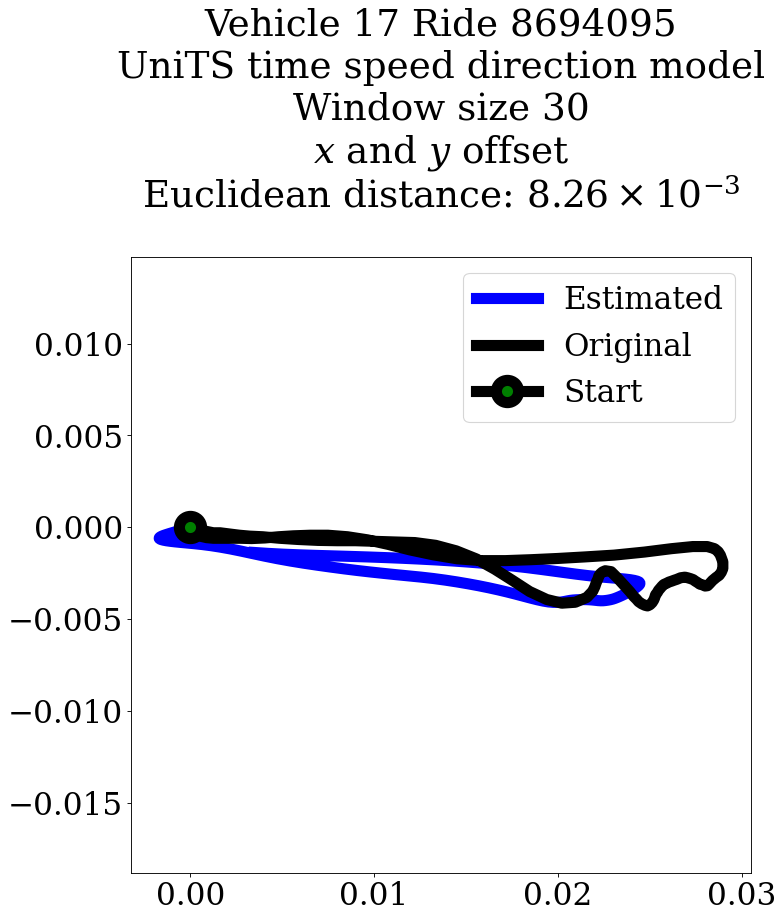 Vehicle 17 Ride 8694095
UniTS time speed direction model
Window size 30
x and y offset
Euclidean distance: 8.26 × 10⁻³
Estimated
Original
Start
0.010
0.005
0.000
−0.005
−0.010
−0.015
0.00 0.01 0.02 0.03